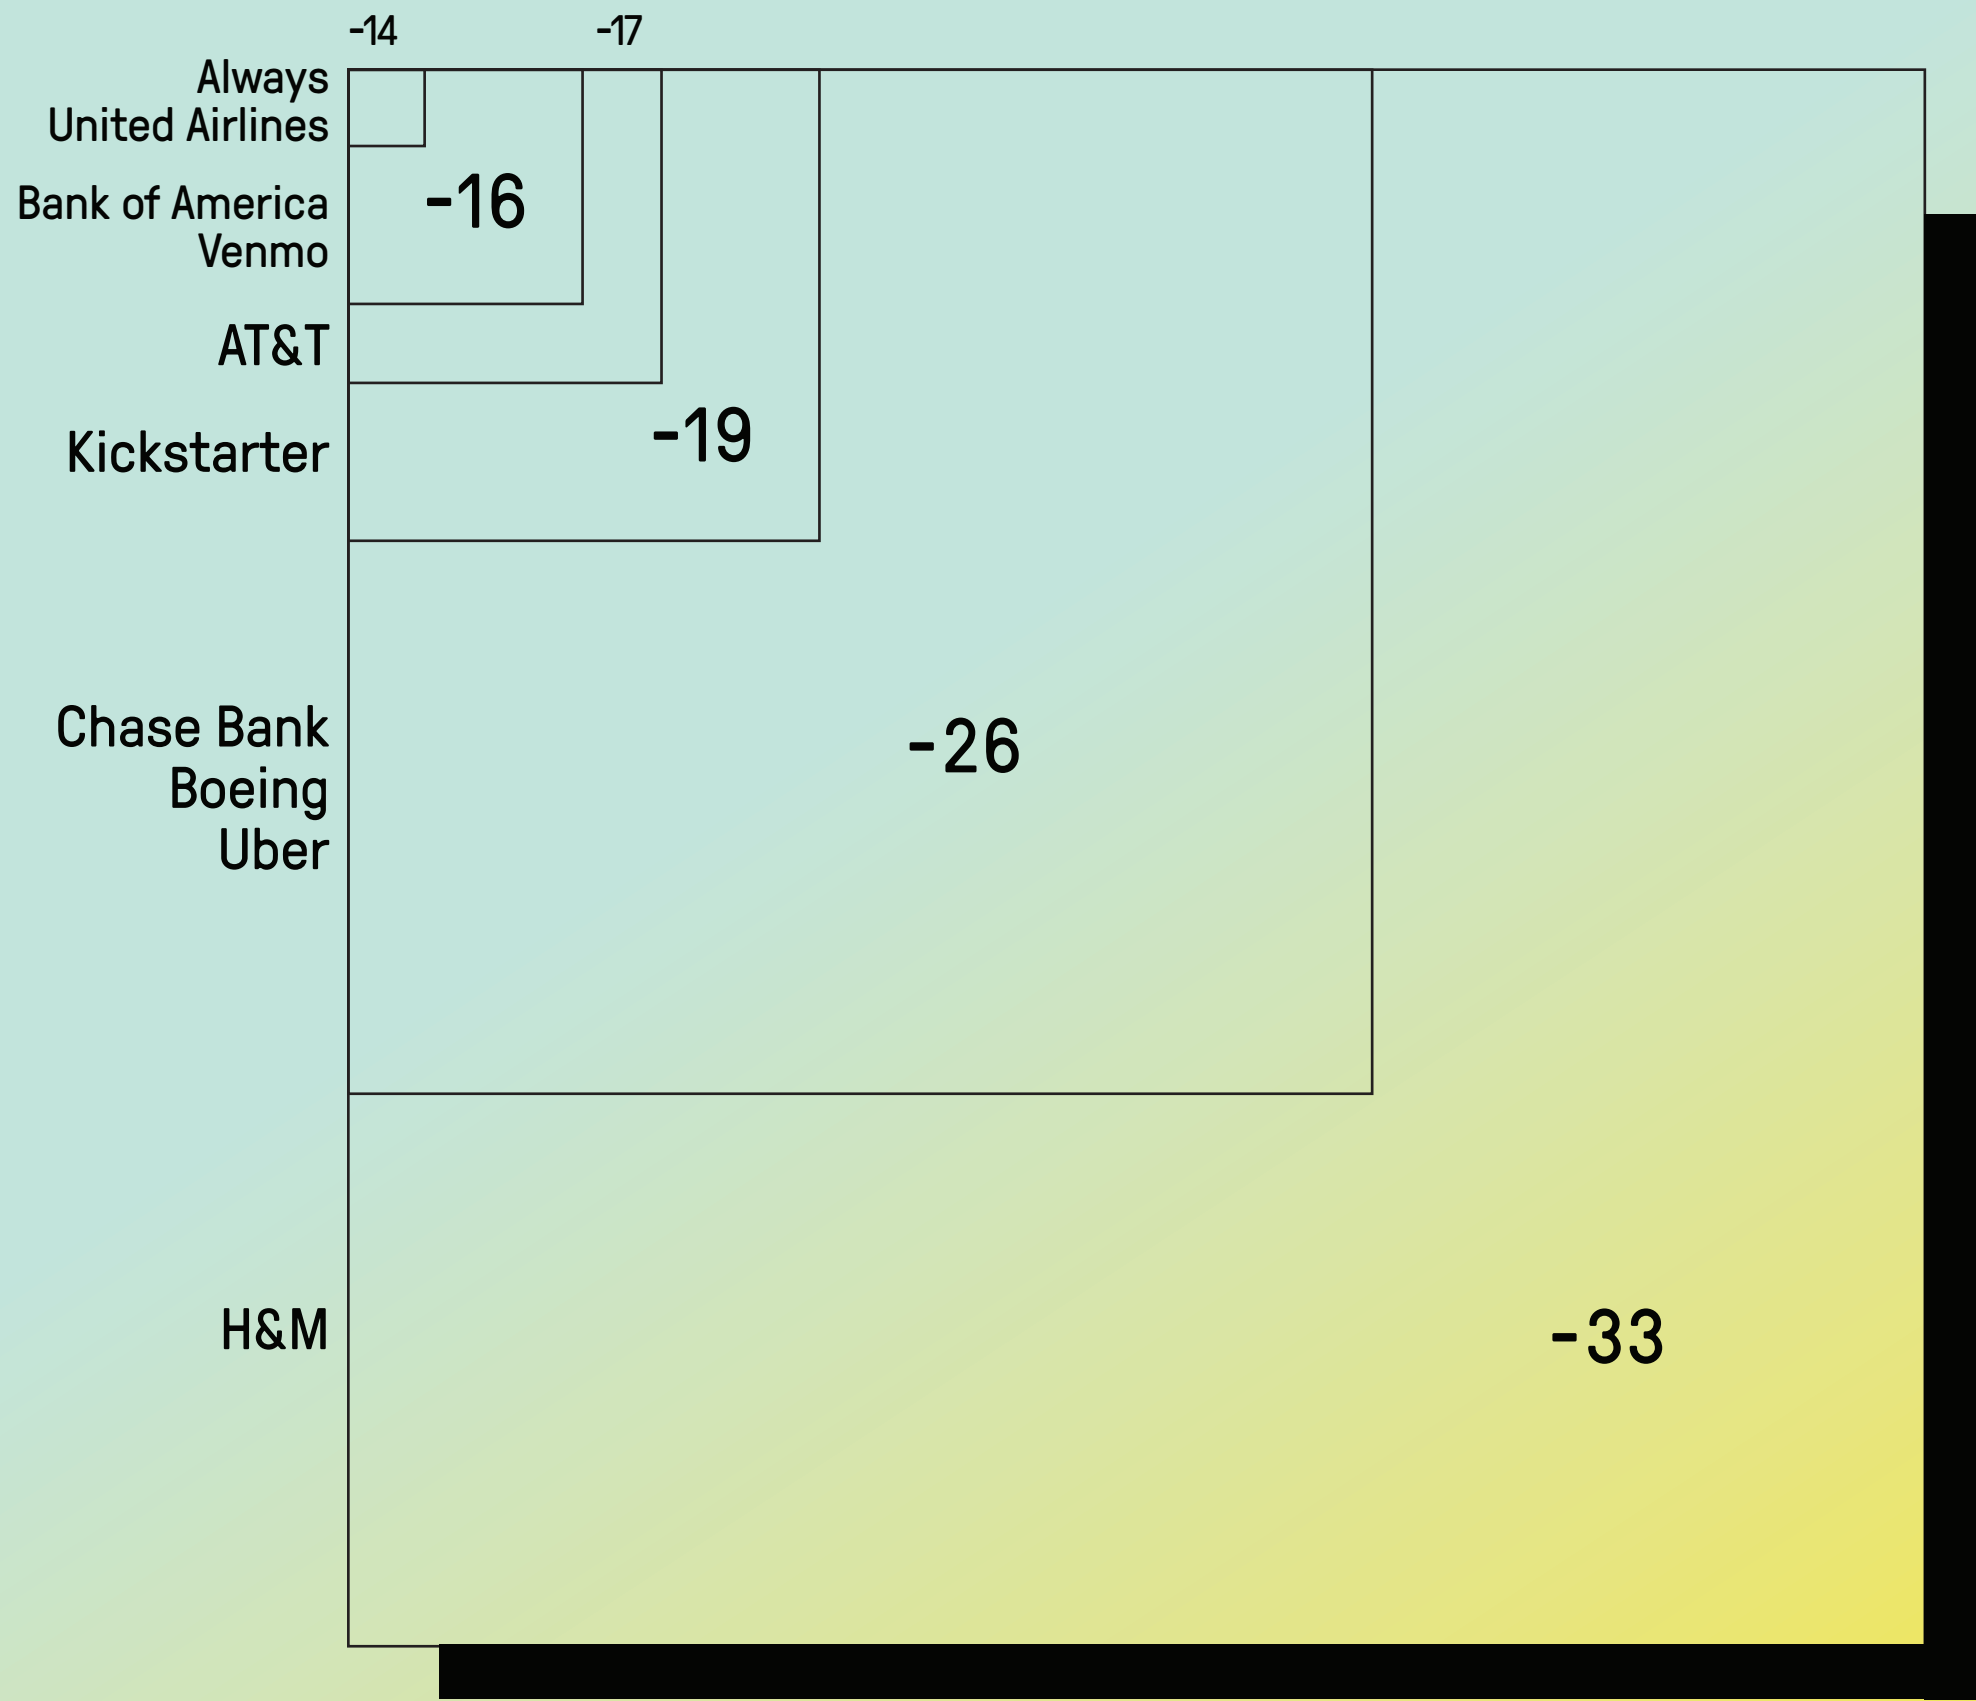 -14
-17
Always
United Airlines
-16
Bank of America
Venmo
AT&T
-19
Kickstarter
Chase Bank
-26
Boeing
Uber
H&M
-33